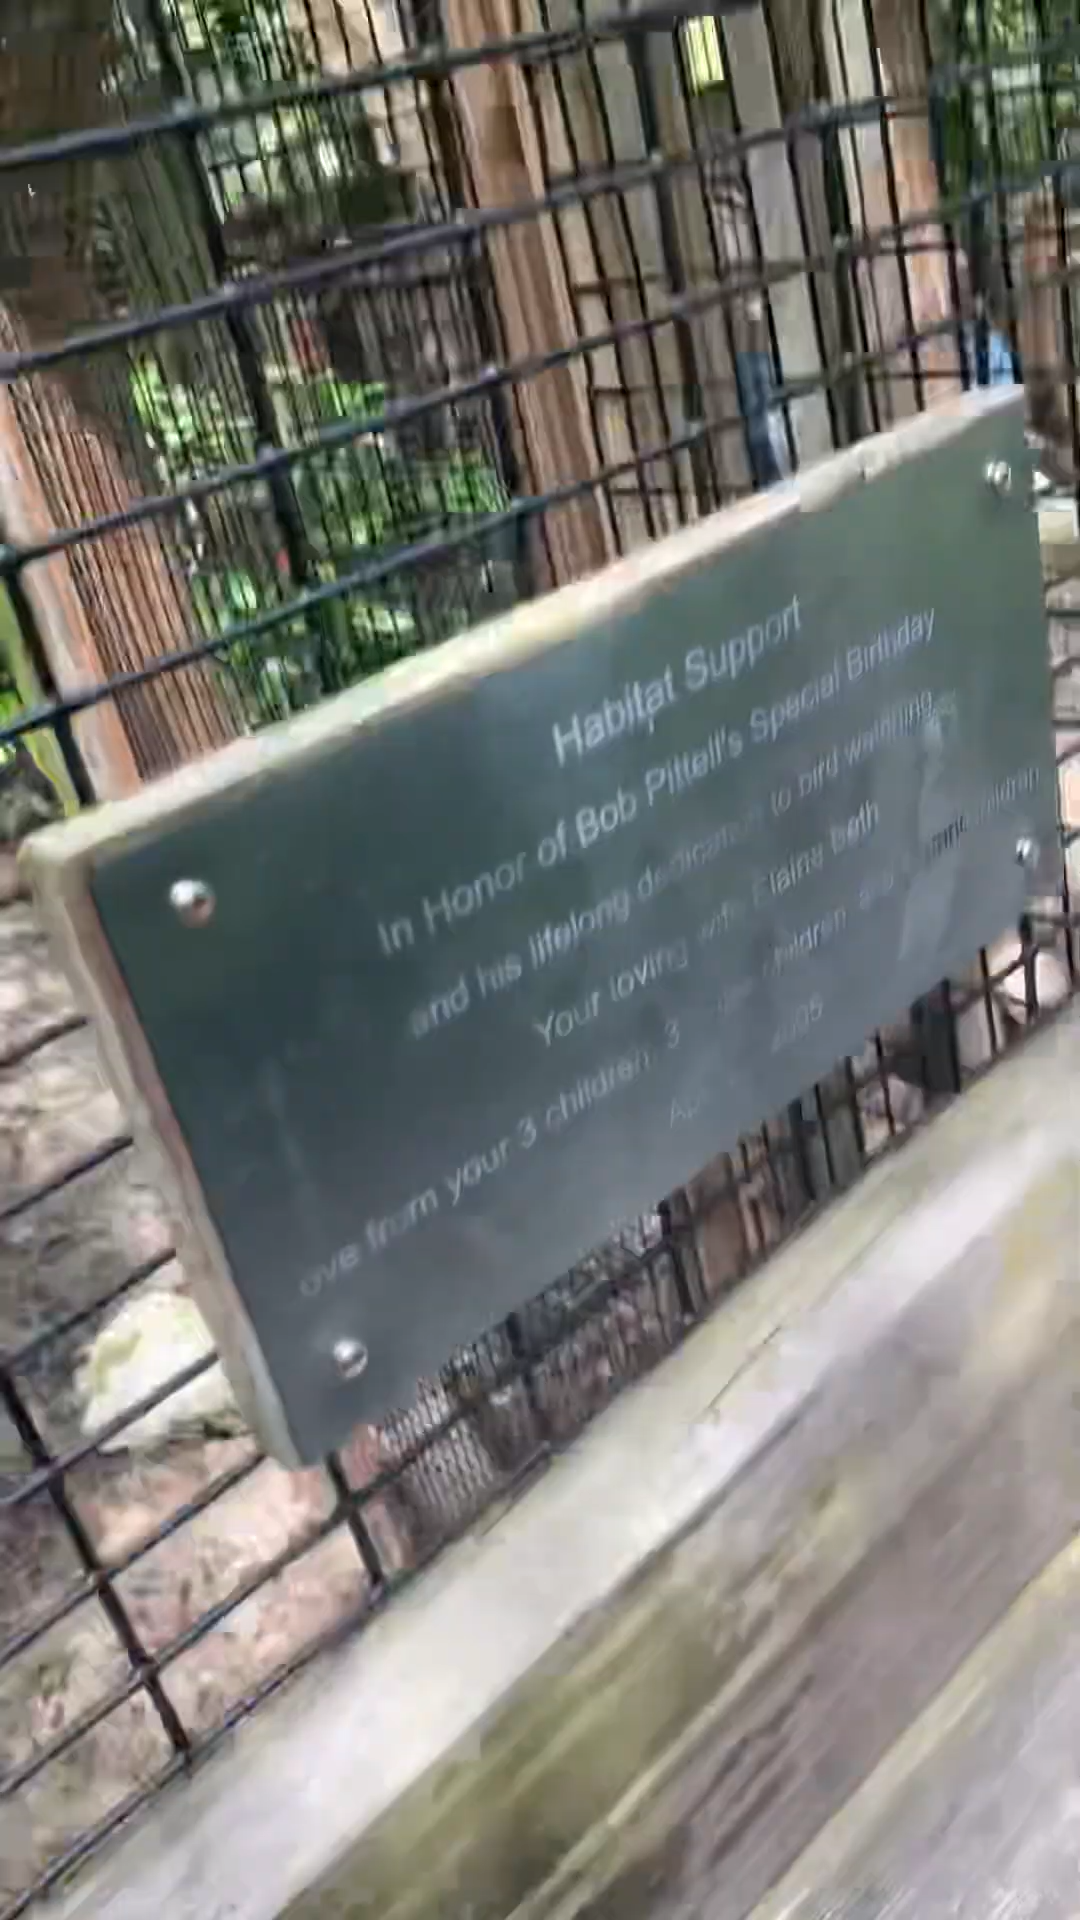 Habitat Support
In Honor of Bob Pittell's Special Birthday
and his lifelong dedication to bird watching
Your loving wife Elaine beth
ove from your 3 children 3 children and
2005